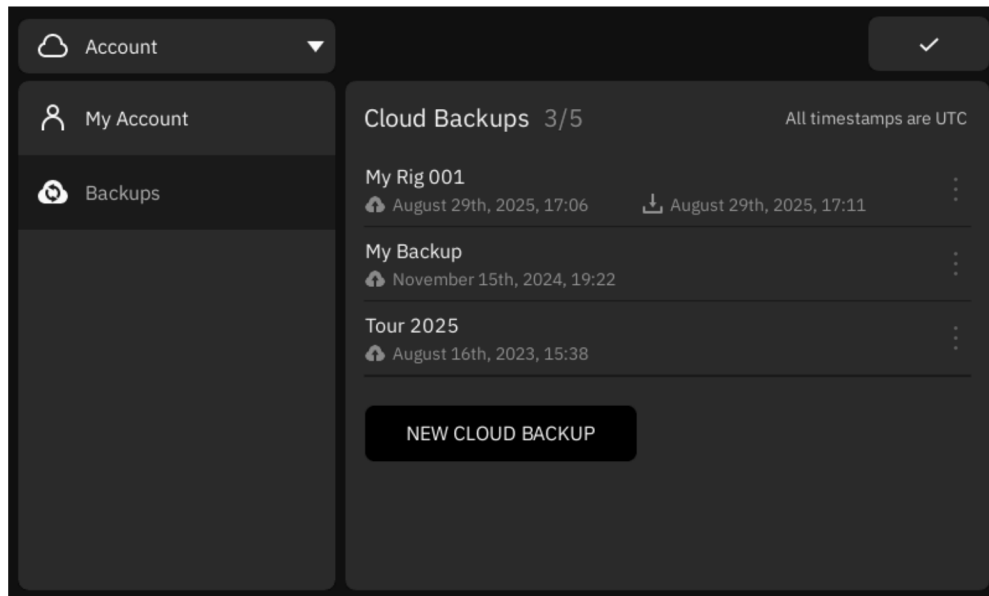 Account
My Account
Backups
Cloud Backups 3/5
All timestamps are UTC
My Rig 001
August 29th, 2025, 17:06
August 29th, 2025, 17:11
My Backup
November 15th, 2024, 19:22
Tour 2025
August 16th, 2023, 15:38
NEW CLOUD BACKUP